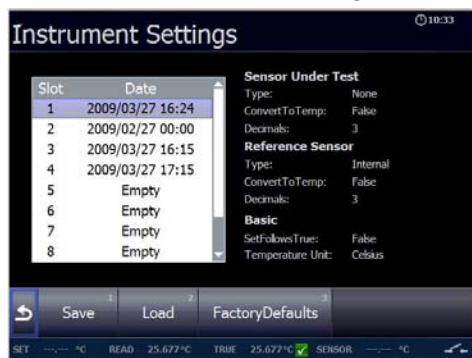 10:33
Instrument Settings
Slot Date
1 2009/03/27 16:24
2 2009/02/27 00:00
3 2009/03/27 16:15
4 2009/03/27 17:15
5 Empty
6 Empty
7 Empty
8 Empty
Sensor Under Test
Type: None
ConvertToTemp: False
Decimals: 3
Reference Sensor
Type: Internal
ConvertToTemp: False
Decimals: 3
Basic
SetFollowsTrue: False
Temperature Unit: Celsius
1 2 3
Save Load FactoryDefaults
SET ---.--- °C READ 25.677°C TRUE 25.677°C SENSOR ---.--- °C